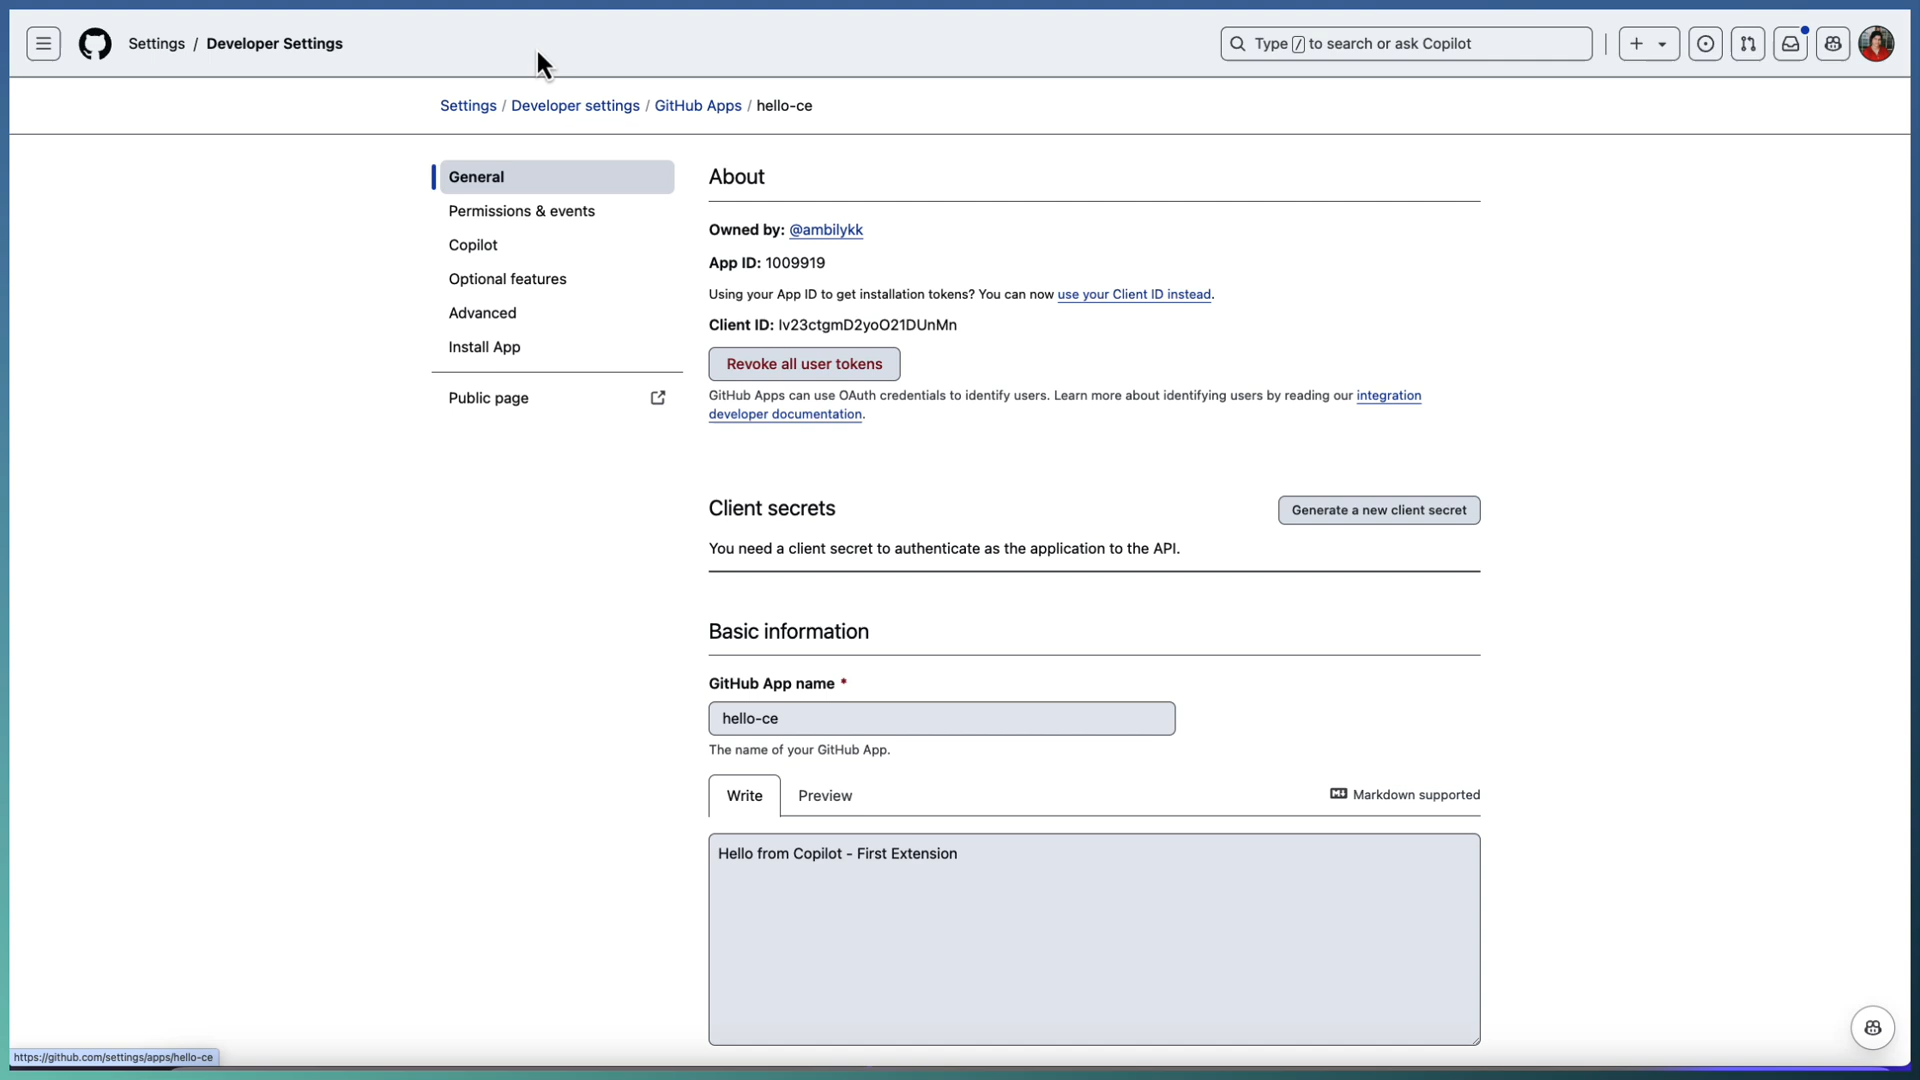 Settings / Developer Settings
Type / to search or ask Copilot
Settings / Developer settings / GitHub Apps / hello-ce
General
Permissions & events
Copilot
Optional features
Advanced
Install App
Public page
About
Owned by: @ambilykk
App ID: 1009919
Using your App ID to get installation tokens? You can now use your Client ID instead.
Client ID: Iv23ctgmD2yoO21DUnMn
Revoke all user tokens
GitHub Apps can use OAuth credentials to identify users. Learn more about identifying users by reading our integration
developer documentation.
Client secrets
Generate a new client secret
You need a client secret to authenticate as the application to the API.
Basic information
GitHub App name *
hello-ce
The name of your GitHub App.
Write
Preview
Markdown supported
Hello from Copilot - First Extension
https://github.com/settings/apps/hello-ce